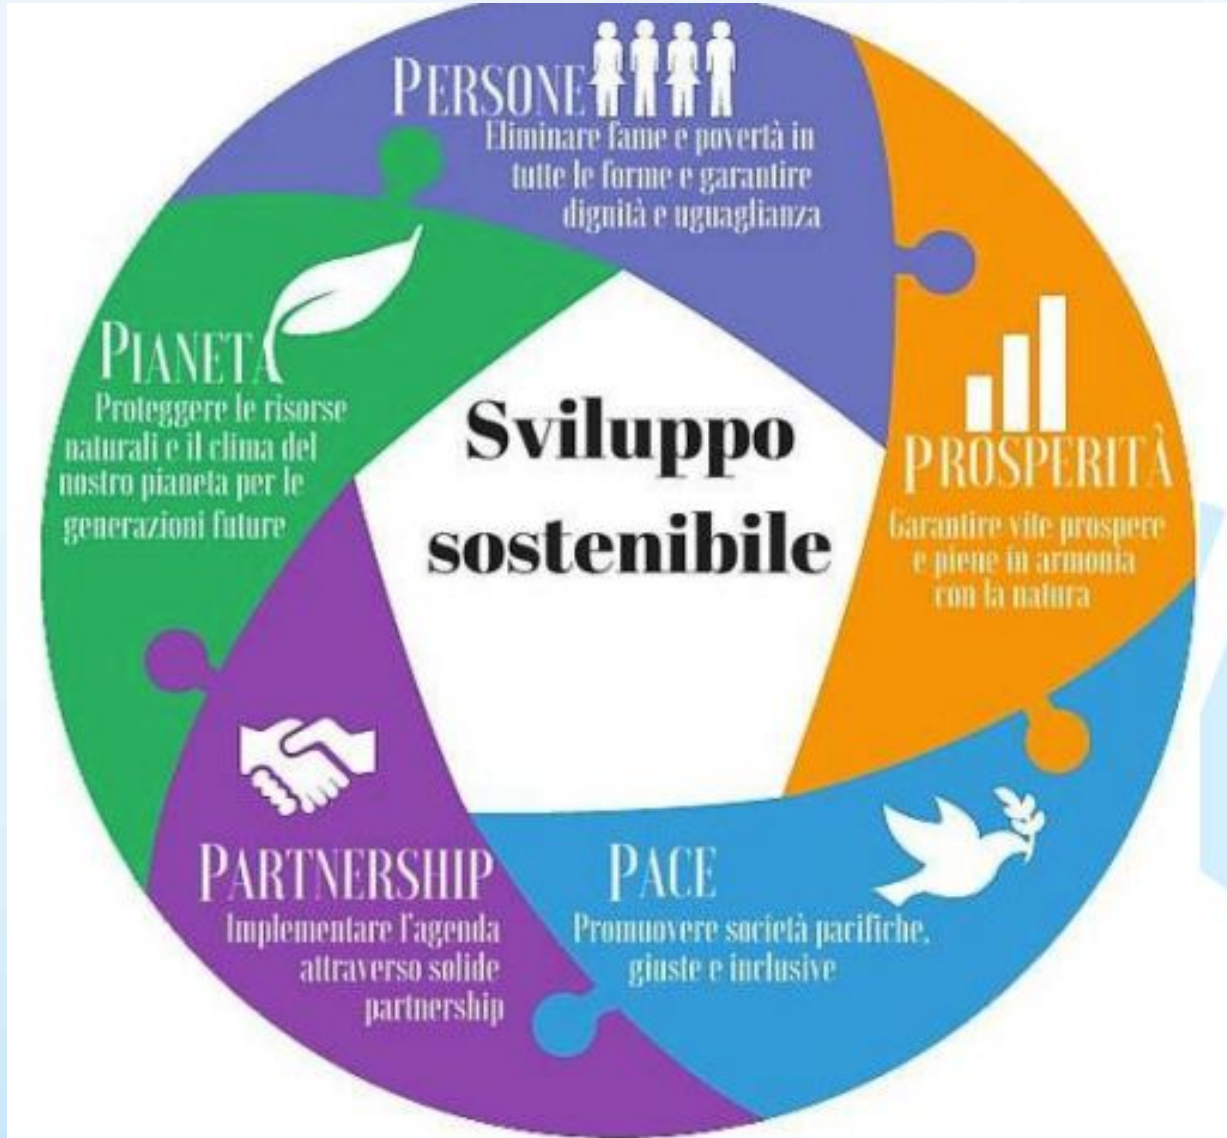 PERSONE
Eliminare fame e povertà in
tutte le forme e garantire
dignità e uguaglianza
PROSPERITÀ
Garantire vite prospere
e piene in armonia
con la natura
PACE
Promuovere società pacifiche,
giuste e inclusive
PARTNERSHIP
Implementare l'agenda
attraverso solide
partnership
PIANETA
Proteggere le risorse
naturali e il clima del
nostro pianeta per le
generazioni future
Sviluppo
sostenibile